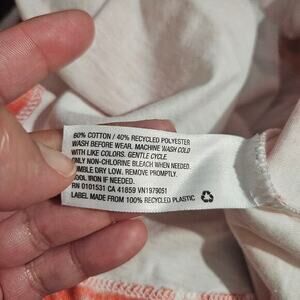 60% COTTON / 40% RECYCLED POLYESTER
WASH BEFORE WEAR. MACHINE WASH COLD
WITH LIKE COLORS. GENTLE CYCLE.
ONLY NON-CHLORINE BLEACH WHEN NEEDED.
TUMBLE DRY LOW. REMOVE PROMPTLY.
COOL IRON IF NEEDED.
RN 0101531 CA 41859 VN1979051
LABEL MADE FROM 100% RECYCLED PLASTIC